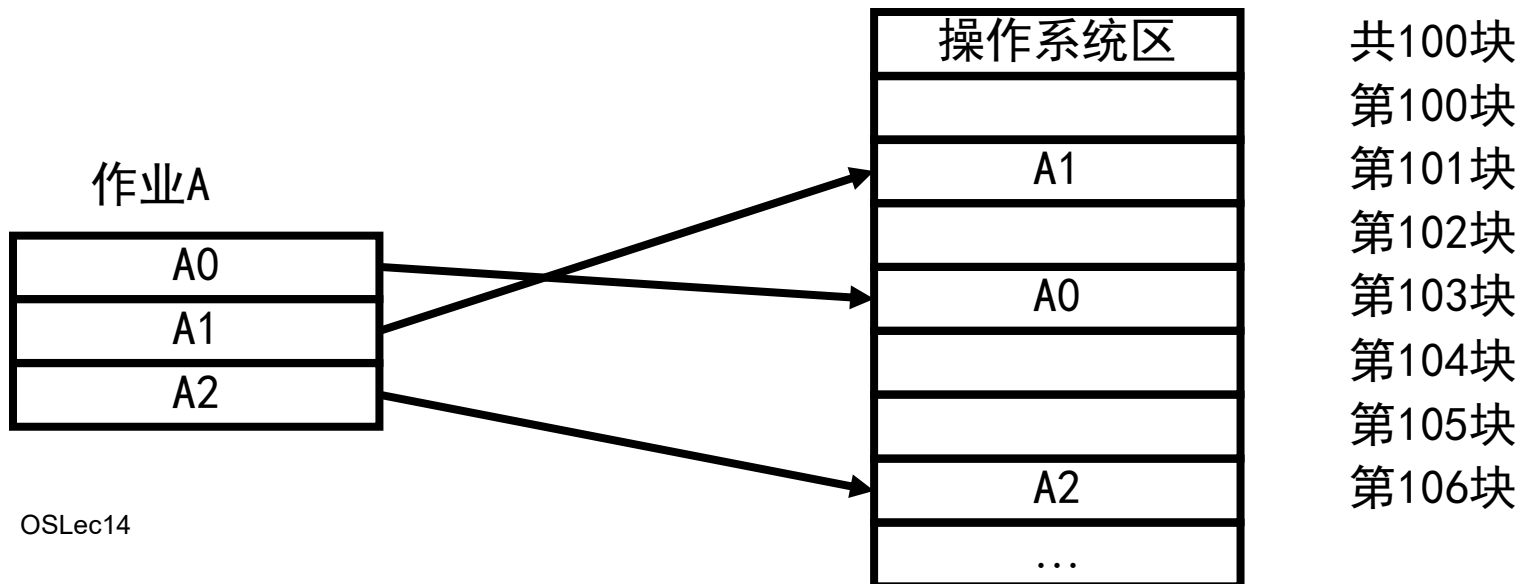 操作系统区 共100块
第100块
A1 第101块
作业A
第102块
A0
A0 第103块
A1
第104块
A2
第105块
A2 第106块
OSLec14
...